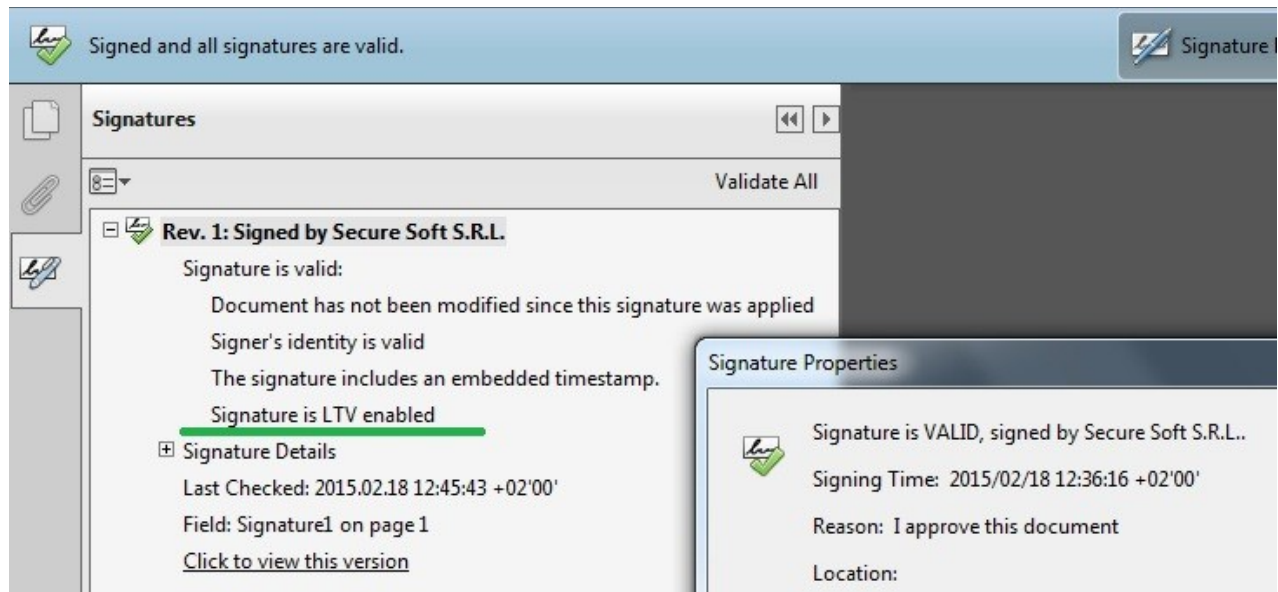 Signed and all signatures are valid.
Signature
Signatures
Validate All
Rev. 1: Signed by Secure Soft S.R.L.
Signature is valid:
Document has not been modified since this signature was applied
Signer's identity is valid
The signature includes an embedded timestamp.
Signature is LTV enabled
Signature Details
Last Checked: 2015.02.18 12:45:43 +02'00'
Field: Signature1 on page 1
Click to view this version
Signature Properties
Signature is VALID, signed by Secure Soft S.R.L..
Signing Time: 2015/02/18 12:36:16 +02'00'
Reason: I approve this document
Location: